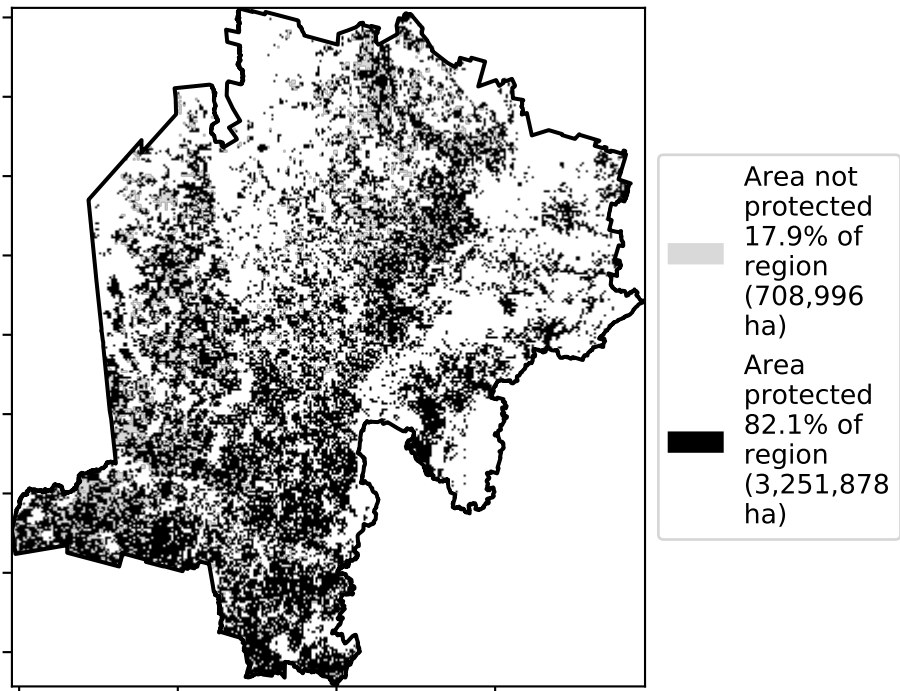 Area not
protected
17.9% of
region
(708,996
ha)
Area
protected
82.1% of
region
(3,251,878
ha)